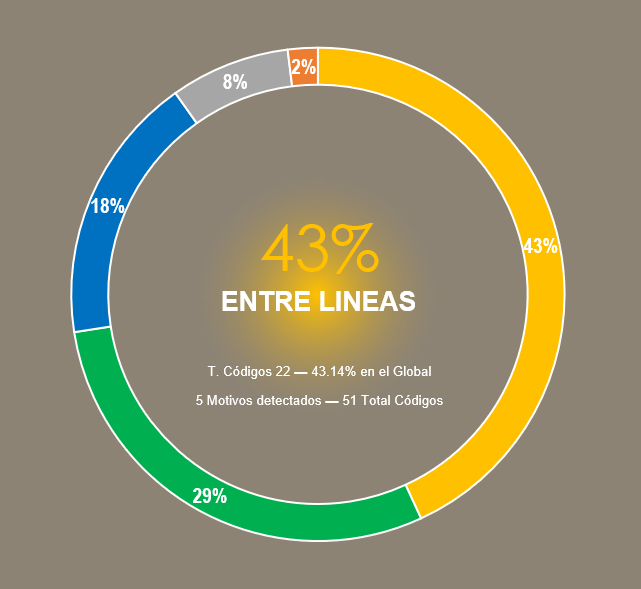 2%
8%
18%
43%
43%
ENTRE LINEAS
T. Códigos 22 — 43.14% en el Global
5 Motivos detectados — 51 Total Códigos
29%